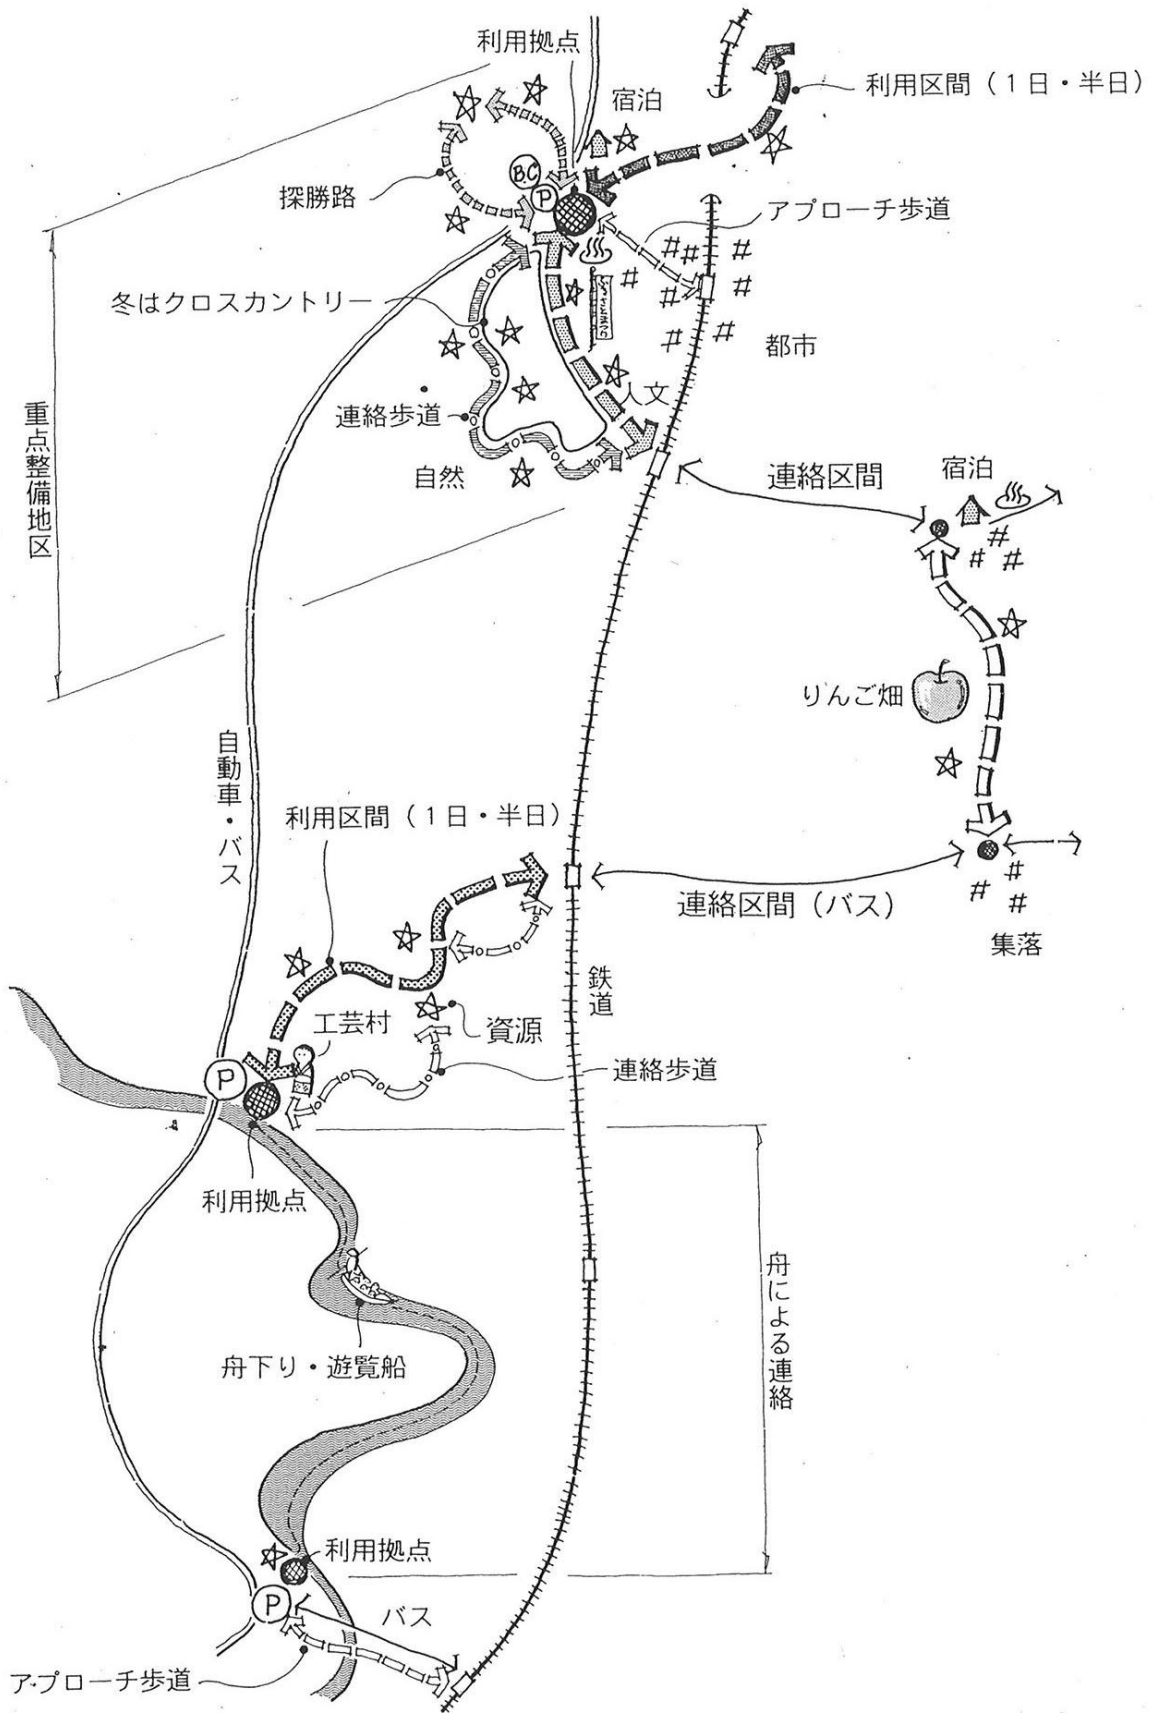 利用拠点
宿泊
利用区間（1日・半日）
探勝路
BC
P
アプローチ歩道
冬はクロスカントリー
都市
人文
連絡歩道
自然
重点整備地区
連絡区間
宿泊
りんご畑
自動車・バス
利用区間（1日・半日）
連絡区間（バス）
集落
鉄道
工芸村
資源
連絡歩道
P
利用拠点
舟による連絡
舟下り・遊覧船
利用拠点
P
バス
アプローチ歩道